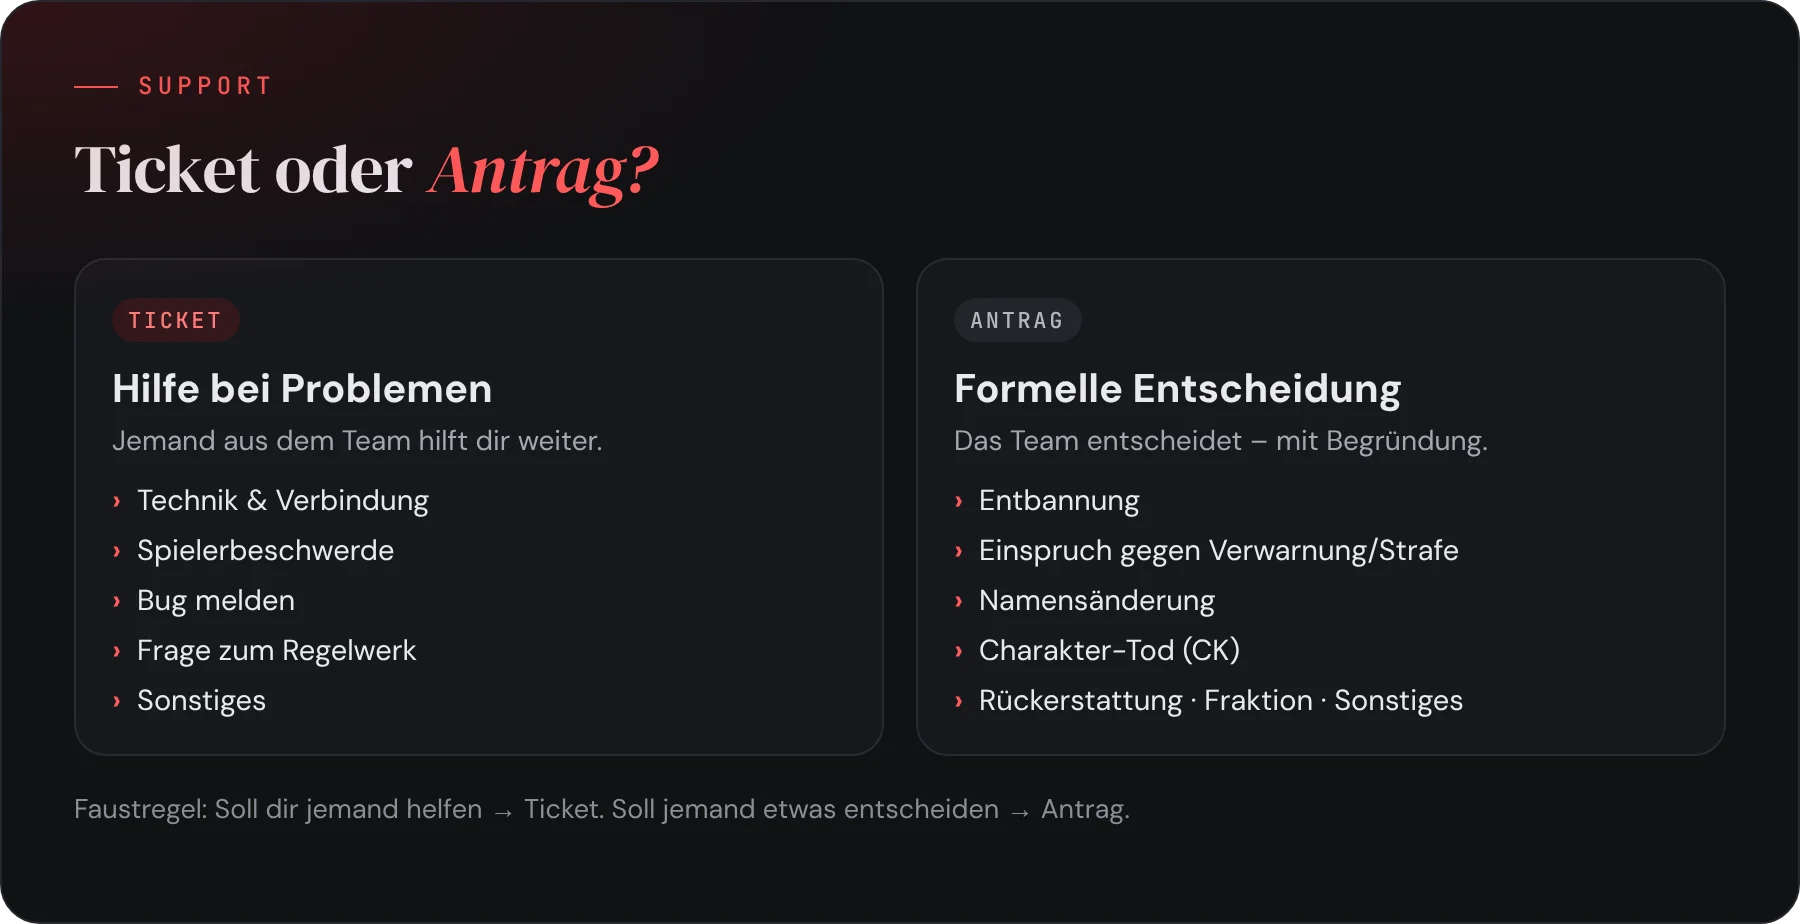 SUPPORT
Ticket oder Antrag?
TICKET
Hilfe bei Problemen
Jemand aus dem Team hilft dir weiter.
› Technik & Verbindung
› Spielerbeschwerde
› Bug melden
› Frage zum Regelwerk
› Sonstiges
ANTRAG
Formelle Entscheidung
Das Team entscheidet – mit Begründung.
› Entbannung
› Einspruch gegen Verwarnung/Strafe
› Namensänderung
› Charakter-Tod (CK)
› Rückerstattung · Fraktion · Sonstiges
Faustregel: Soll dir jemand helfen → Ticket. Soll jemand etwas entscheiden → Antrag.